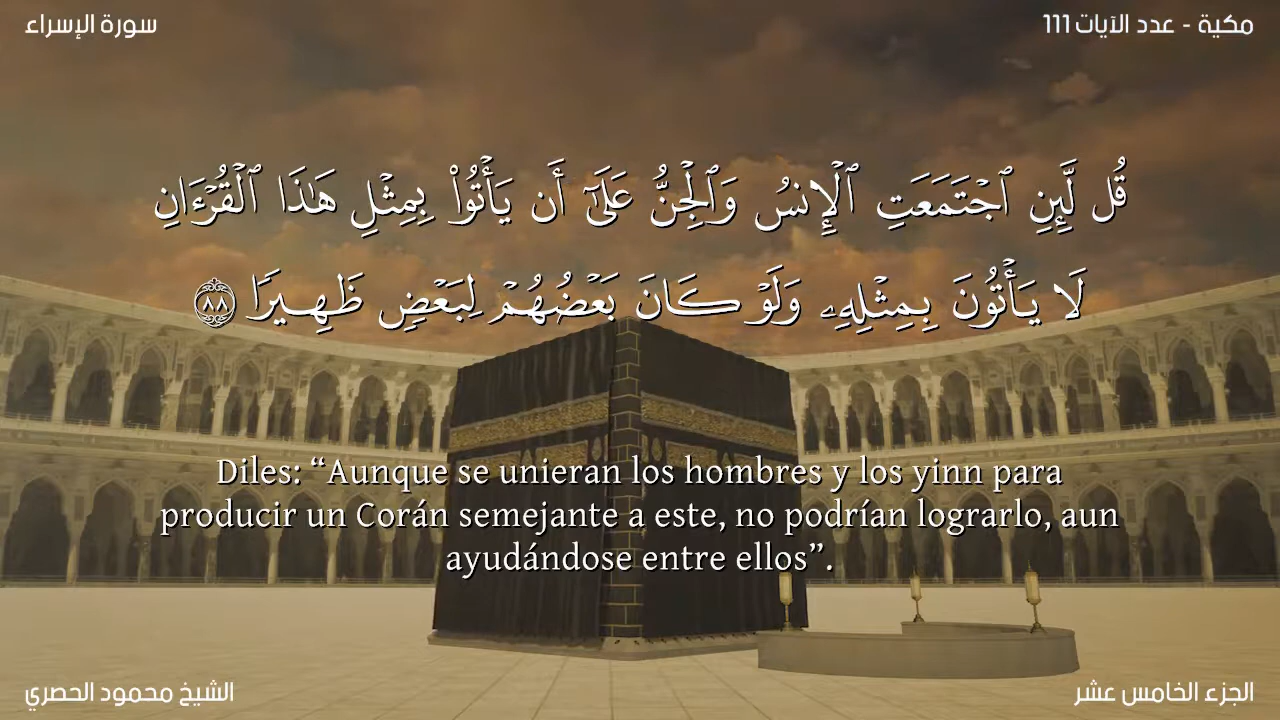 سورة الإسراء
مكية - عدد الآيات 111
قُل لَّئِنِ ٱجْتَمَعَتِ ٱلْإِنسُ وَٱلْجِنُّ عَلَىٰٓ أَن يَأْتُوا۟ بِمِثْلِ هَٰذَا ٱلْقُرْءَانِ
لَا يَأْتُونَ بِمِثْلِهِۦ وَلَوْ كَانَ بَعْضُهُمْ لِبَعْضٍ ظَهِيرًا ٨٨
Diles: “Aunque se unieran los hombres y los yinn para
producir un Corán semejante a este, no podrían lograrlo, aun
ayudándose entre ellos”.
الشيخ محمود الحصري
الجزء الخامس عشر